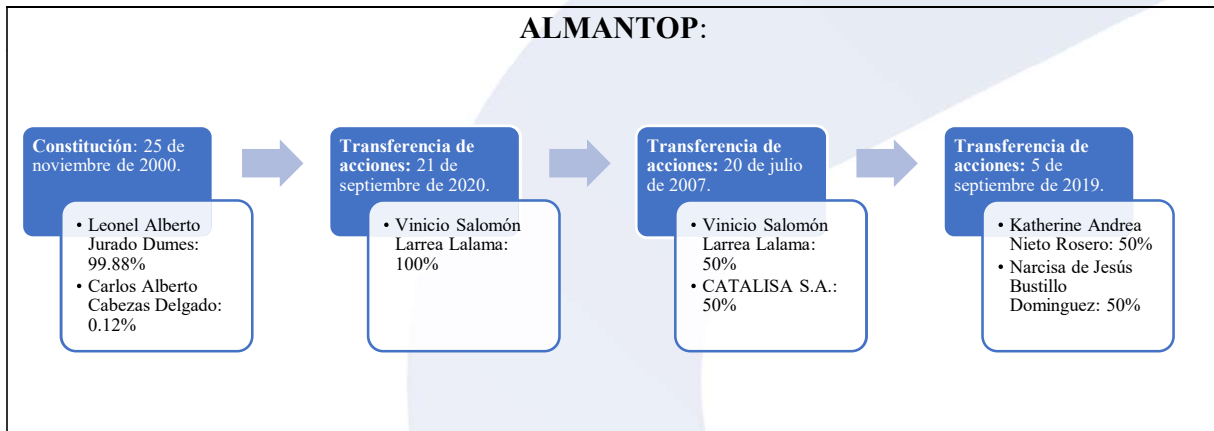 ALMANTOP:
Constitución: 25 de
noviembre de 2000.
• Leonel Alberto
Jurado Dumes:
99.88%
• Carlos Alberto
Cabezas Delgado:
0.12%
Transferencia de
acciones: 21 de
septiembre de 2020.
• Vinicio Salomón
Larrea Lalama:
100%
Transferencia de
acciones: 20 de julio
de 2007.
• Vinicio Salomón
Larrea Lalama:
50%
• CATALISA S.A.:
50%
Transferencia de
acciones: 5 de
septiembre de 2019.
• Katherine Andrea
Nieto Rosero: 50%
• Narcisa de Jesús
Bustillo
Dominguez: 50%